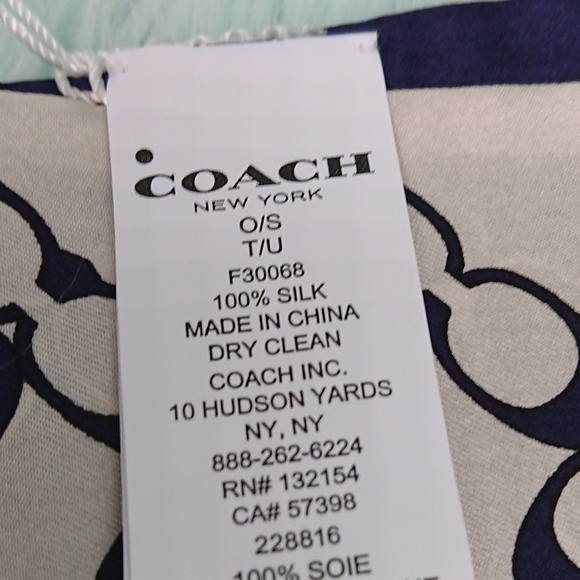 COACH
NEW YORK
O/S
T/U
F30068
100% SILK
MADE IN CHINA
DRY CLEAN
COACH INC.
10 HUDSON YARDS
NY, NY
888-262-6224
RN# 132154
CA# 57398
228816
100% SOIE